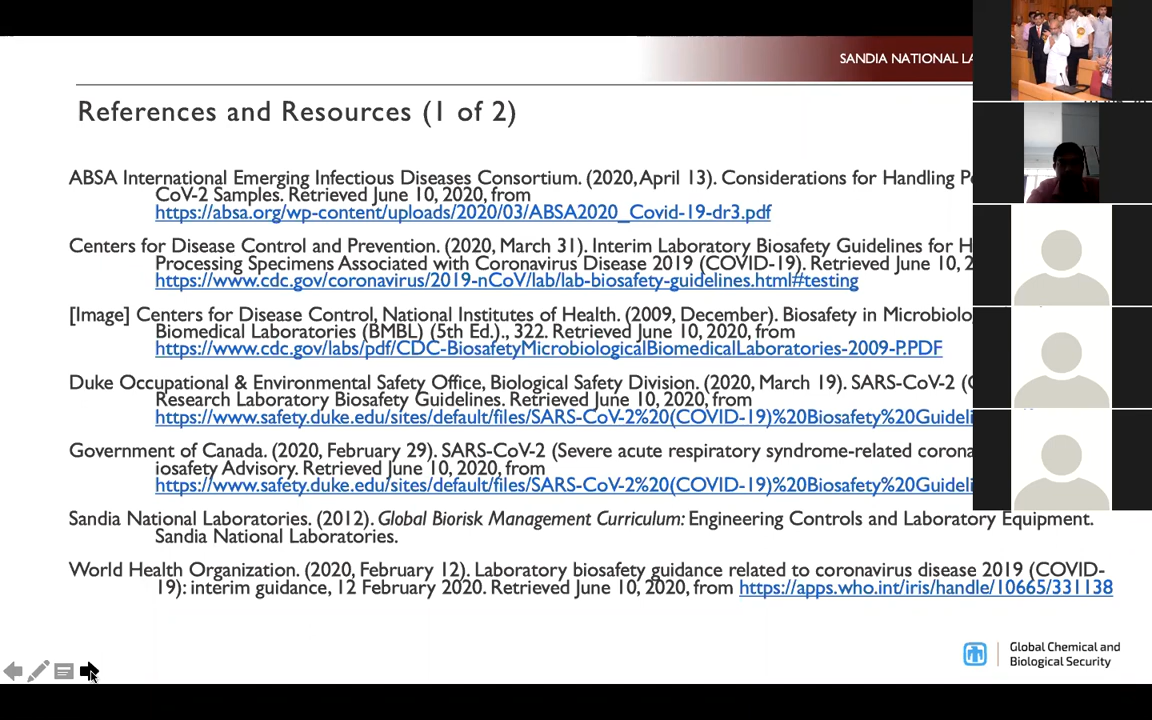 SANDIA NATIONAL
References and Resources (1 of 2)
ABSA International Emerging Infectious Diseases Consortium. (2020, April 13). Considerations for Handling
CoV-2 Samples. Retrieved June 10, 2020, from
https://absa.org/wp-content/uploads/2020/03/ABSA2020_Covid-19-dr3.pdf
Centers for Disease Control and Prevention. (2020, March 31). Interim Laboratory Biosafety Guidelines for
Processing Specimens Associated with Coronavirus Disease 2019 (COVID-19). Retrieved June 10,
https://www.cdc.gov/coronavirus/2019-nCoV/lab/lab-biosafety-guidelines.html#testing
[Image] Centers for Disease Control, National Institutes of Health. (2009, December). Biosafety in
Biomedical Laboratories (BMBL) (5th Ed.)., 322. Retrieved June 10, 2020, from
https://www.cdc.gov/labs/pdf/CDC-BiosafetyMicrobiologicalBiomedicalLaboratories-2009-P.PDF
Duke Occupational & Environmental Safety Office, Biological Safety Division. (2020, March 19). SARS-CoV-2
Research Laboratory Biosafety Guidelines. Retrieved June 10, 2020, from
https://www.safety.duke.edu/sites/default/files/SARS-CoV-2%20(COVID-19)%20Biosafety%20Guideli
Government of Canada. (2020, February 29). SARS-CoV-2 (Severe acute respiratory syndrome-related corona
iosafety Advisory. Retrieved June 10, 2020, from
https://www.safety.duke.edu/sites/default/files/SARS-CoV-2%20(COVID-19)%20Biosafety%20Guideli
Sandia National Laboratories. (2012). Global Biorisk Management Curriculum: Engineering Controls and Laboratory Equipment.
Sandia National Laboratories.
World Health Organization. (2020, February 12). Laboratory biosafety guidance related to coronavirus disease 2019 (COVID-
19): interim guidance, 12 February 2020. Retrieved June 10, 2020, from https://apps.who.int/iris/handle/10665/331138
Global Chemical and
Biological Security